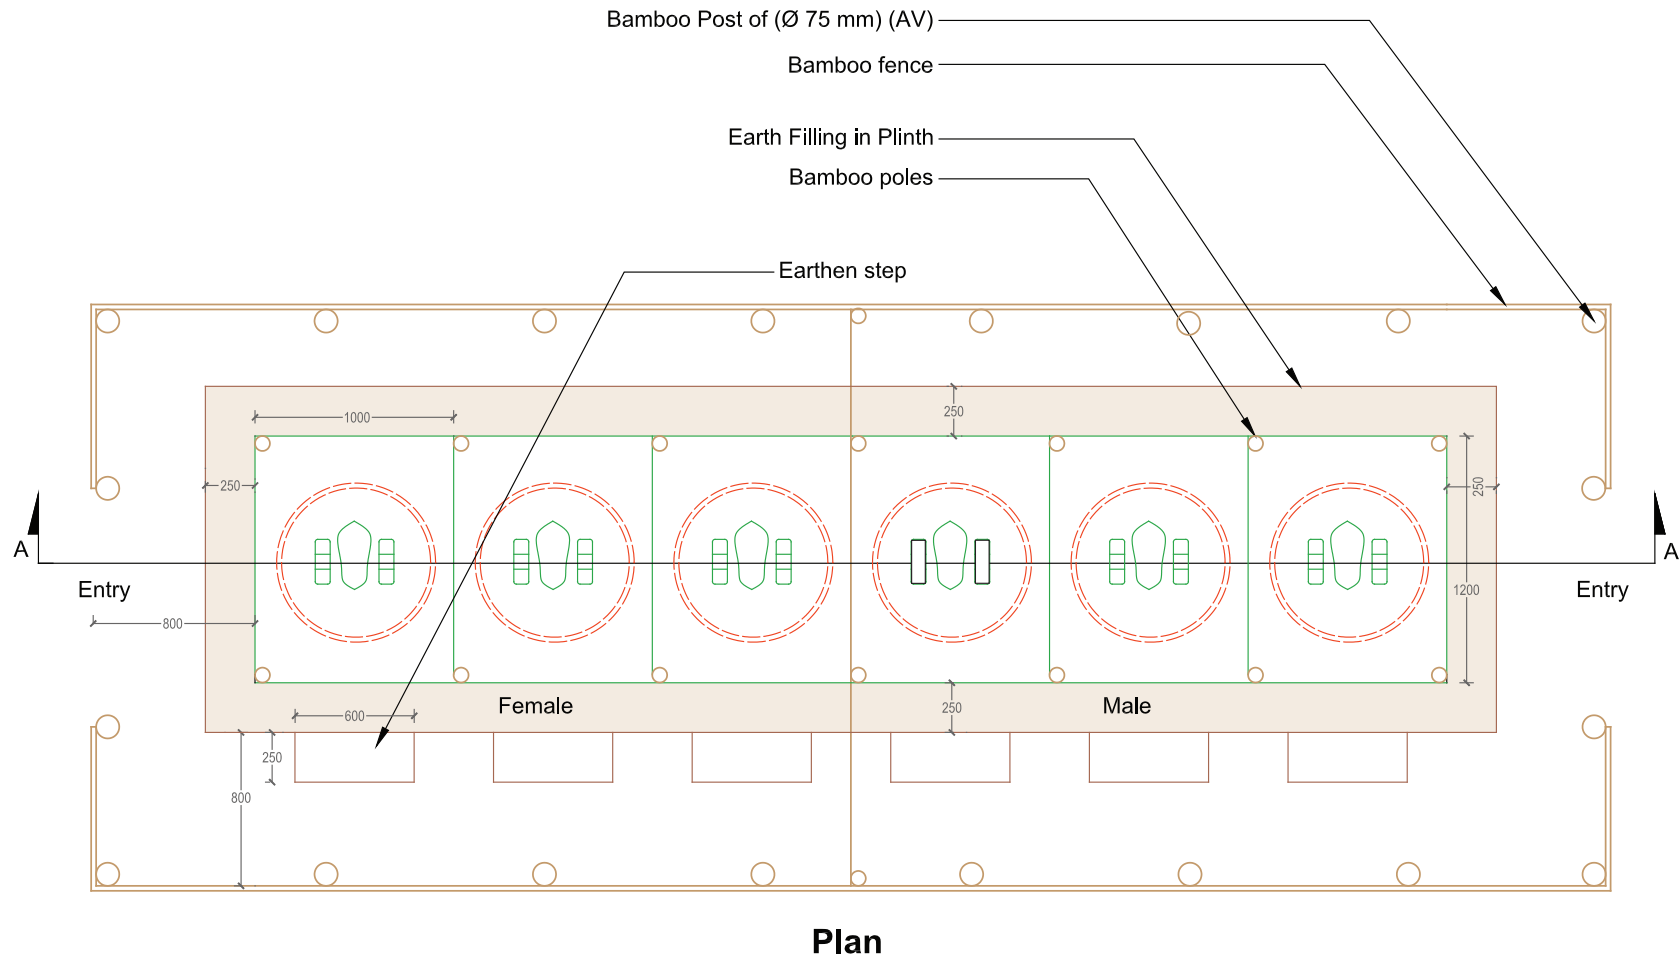 Bamboo Post of (Ø 75 mm) (AV)
Bamboo fence
Earth Filling in Plinth
Bamboo poles
Earthen step
1000
250
250
250
A
A
Entry
Entry
1200
800
Female
Male
250
600
250
800
Plan